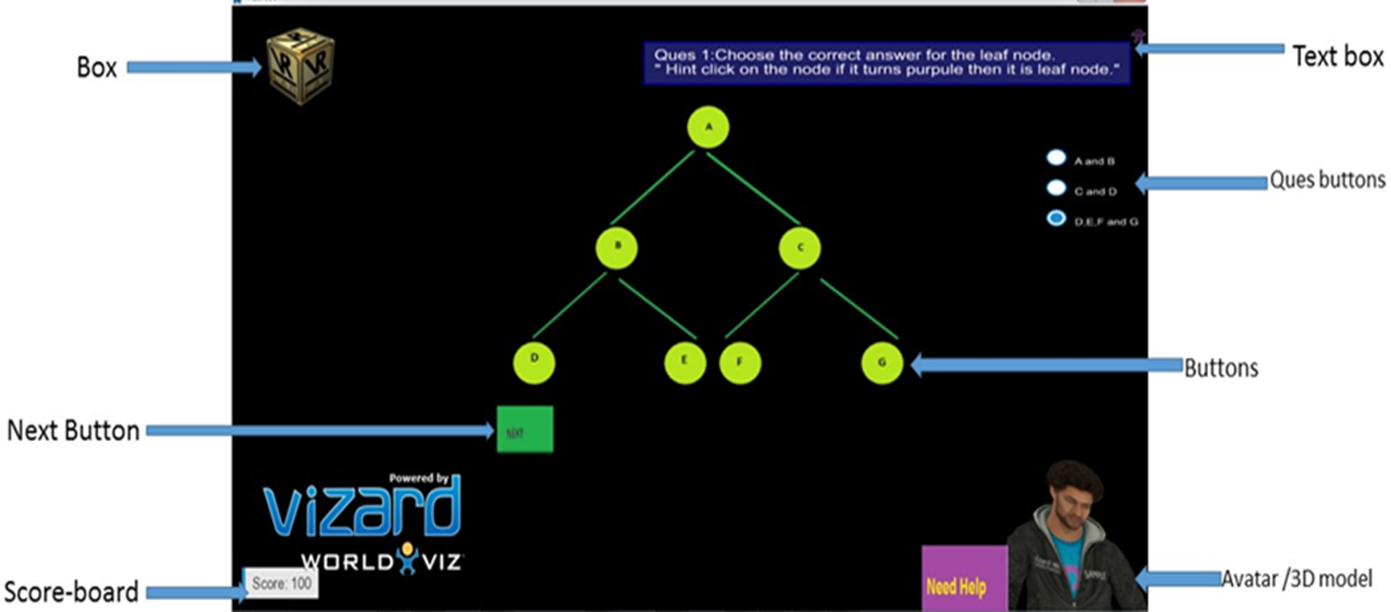 Box
VR
VR
Text box
Ques 1:Choose the correct answer for the leaf node.
" Hint click on the node if it turns purpule then it is leaf node."
A
A and B
C and D
D,E,F and G
Ques buttons
B
C
D
E
F
G
Buttons
Next Button
NEXT
Powered by
Vizard
WORLD VIZ
Score-board
Score: 100
Need Help
Avatar /3D model